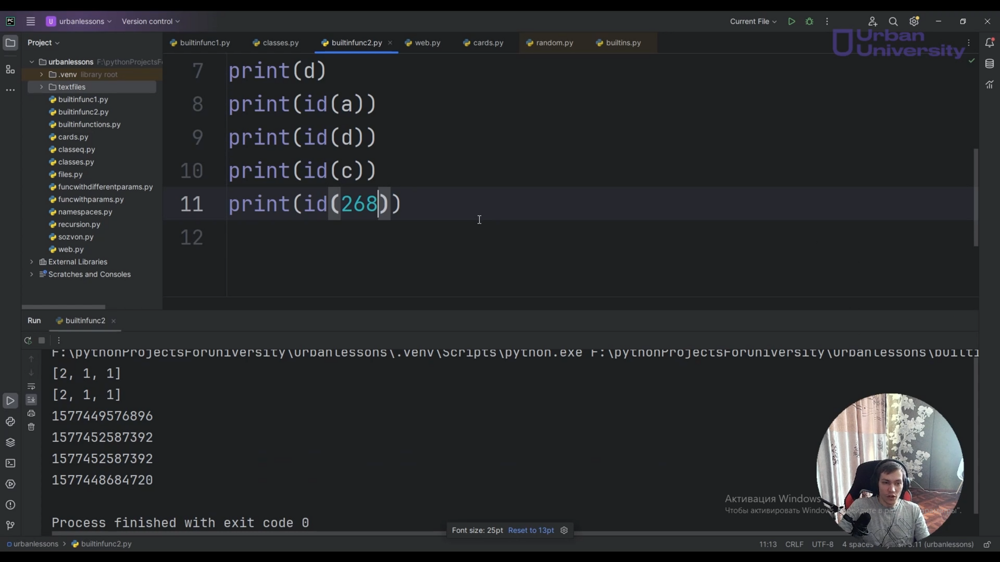 PC
U urbanlessons
Version control
Current File
Urban
University
Project
builtinfunc1.py
classes.py
builtinfunc2.py
web.py
cards.py
random.py
builtins.py
urbanlessons F:\pythonProjectsF
.venv library root
textfiles
builtinfunc1.py
builtinfunc2.py
builtinfunctions.py
cards.py
classeq.py
classes.py
files.py
funcwithdifferentparams.py
funcwithparams.py
namespaces.py
recursion.py
sozvon.py
web.py
External Libraries
Scratches and Consoles
7 print(d)
8 print(id(a))
9 print(id(d))
10 print(id(c))
11 print(id(268))
12
Run builtinfunc2
F:\pythonProjectsForUniversity\urbanlessons\.venv\Scripts\python.exe F:\pythonProjectsForUniversity\urbanlessons\builti
[2, 1, 1]
[2, 1, 1]
1577449576896
1577452587392
1577452587392
1577448684720
Process finished with exit code 0
Активация Windows
Чтобы активировать Windows,
Font size: 25pt Reset to 13pt
urbanlessons > builtinfunc2.py
11:13 CRLF UTF-8 4 spaces 3.11 (urbanlessons)